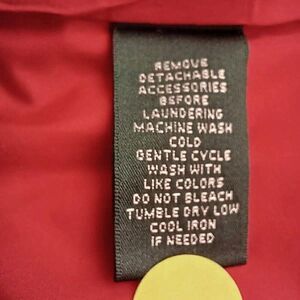 REMOVE
DETACHABLE
ACCESSORIES
BEFORE
LAUNDERING
MACHINE WASH
COLD
GENTLE CYCLE
WASH WITH
LIKE COLORS
DO NOT BLEACH
TUMBLE DRY LOW
COOL IRON
IF NEEDED